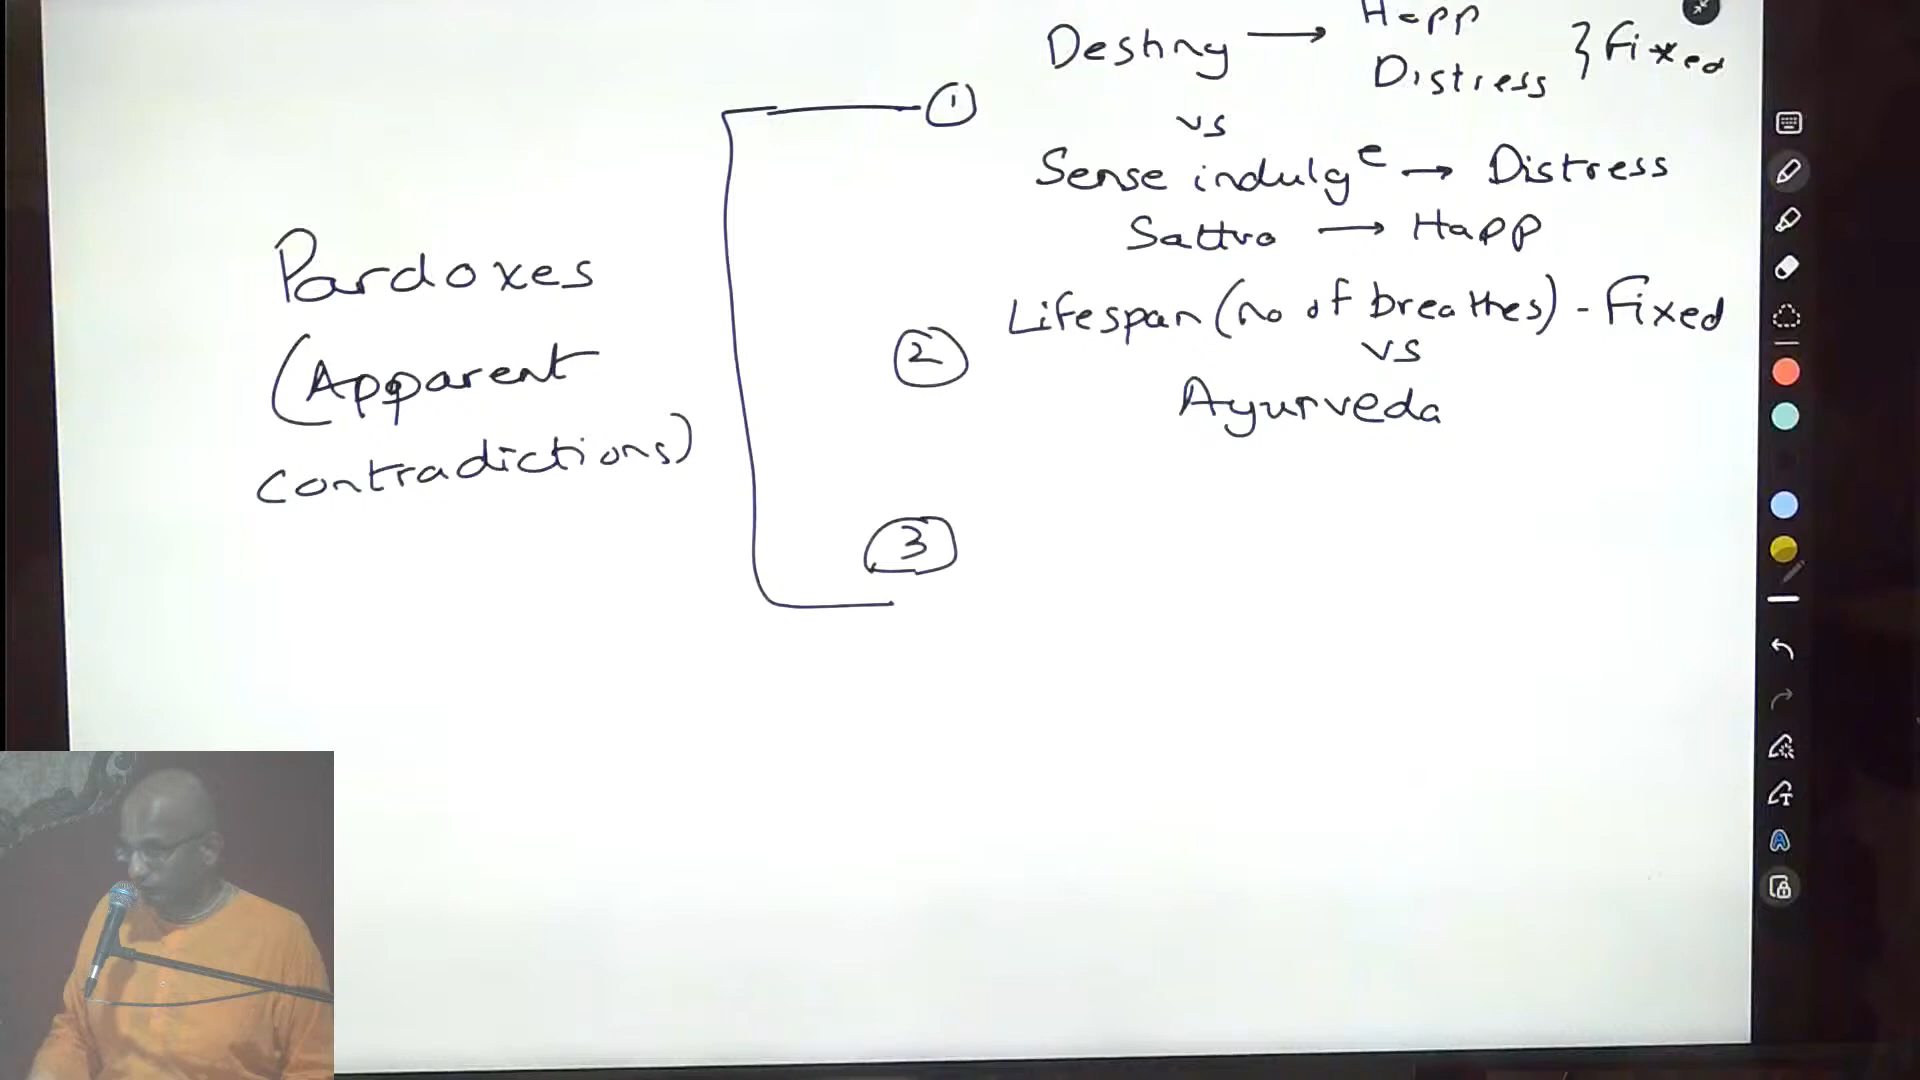 Pardoxes
(Apparent
contradictions)
①
Destiny → Happ
Distress } Fixed
vs
Sense indulgᵉ → Distress
Sattva → Happ
②
Lifespan (no of breathes) - Fixed
vs
Ayurveda
③